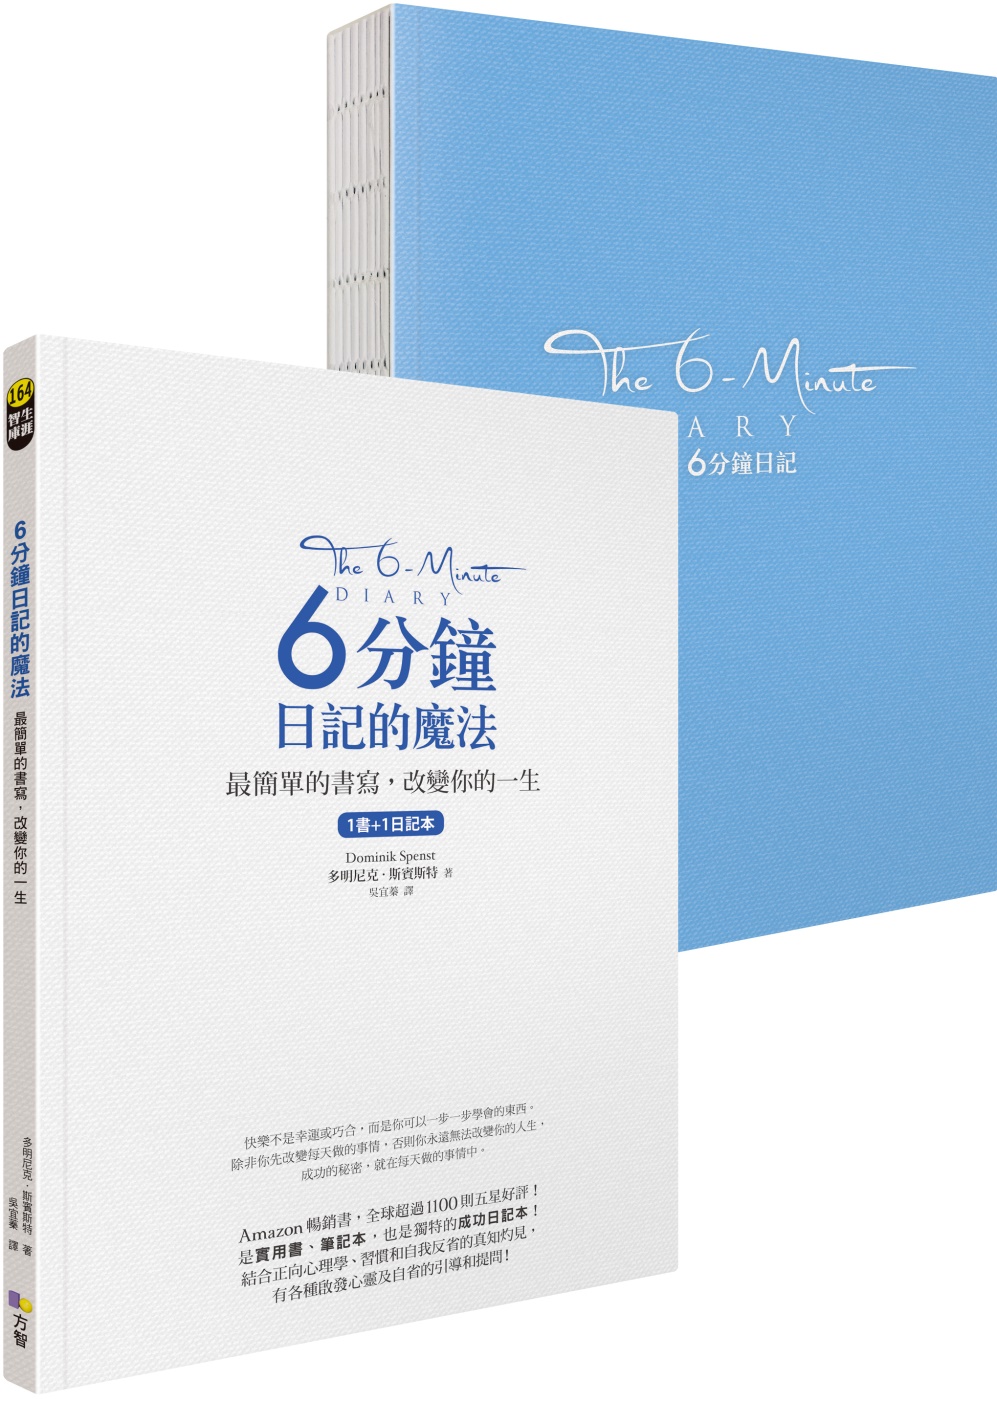 The 6-Minute
ARY
6分鐘日記
164
智生
庫涯
6分鐘日記的魔法
最簡單的書寫，改變你的一生
多明尼克·斯賓斯特 著
吳宜蓁 譯
方智
The 6-Minute
DIARY
6分鐘
日記的魔法
最簡單的書寫，改變你的一生
1書+1日記本
Dominik Spenst
多明尼克·斯賓斯特 著
吳宜蓁 譯
快樂不是幸運或巧合，而是你可以一步一步學會的東西。
除非你先改變每天做的事情，否則你永遠無法改變你的人生，
成功的秘密，就在每天做的事情中。
Amazon 暢銷書，全球超過1100則五星好評！
是實用書、筆記本，也是獨特的成功日記本！
結合正向心理學、習慣和自我反省的真知灼見，
有各種啟發心靈及自省的引導和提問！